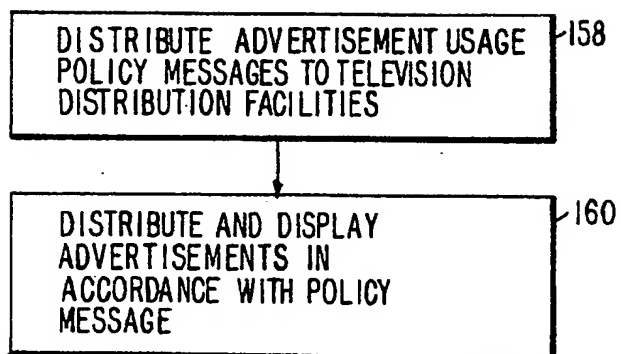 DISTRIBUTE ADVERTISEMENT USAGE
POLICY MESSAGES TO TELEVISION
DISTRIBUTION FACILITIES
158
DISTRIBUTE AND DISPLAY
ADVERTISEMENTS IN
ACCORDANCE WITH POLICY
MESSAGE
160